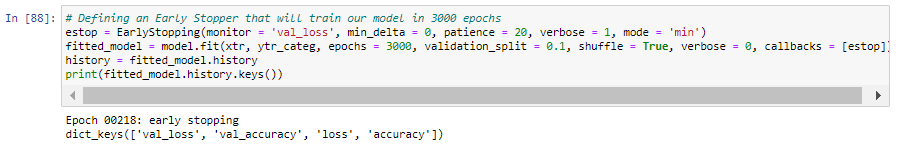 In [88]:
# Defining an Early Stopper that will train our model in 3000 epochs
estop = EarlyStopping(monitor = 'val_loss', min_delta = 0, patience = 20, verbose = 1, mode = 'min')
fitted_model = model.fit(xtr, ytr_categ, epochs = 3000, validation_split = 0.1, shuffle = True, verbose = 0, callbacks = [estop])
history = fitted_model.history
print(fitted_model.history.keys())
Epoch 00218: early stopping
dict_keys(['val_loss', 'val_accuracy', 'loss', 'accuracy'])